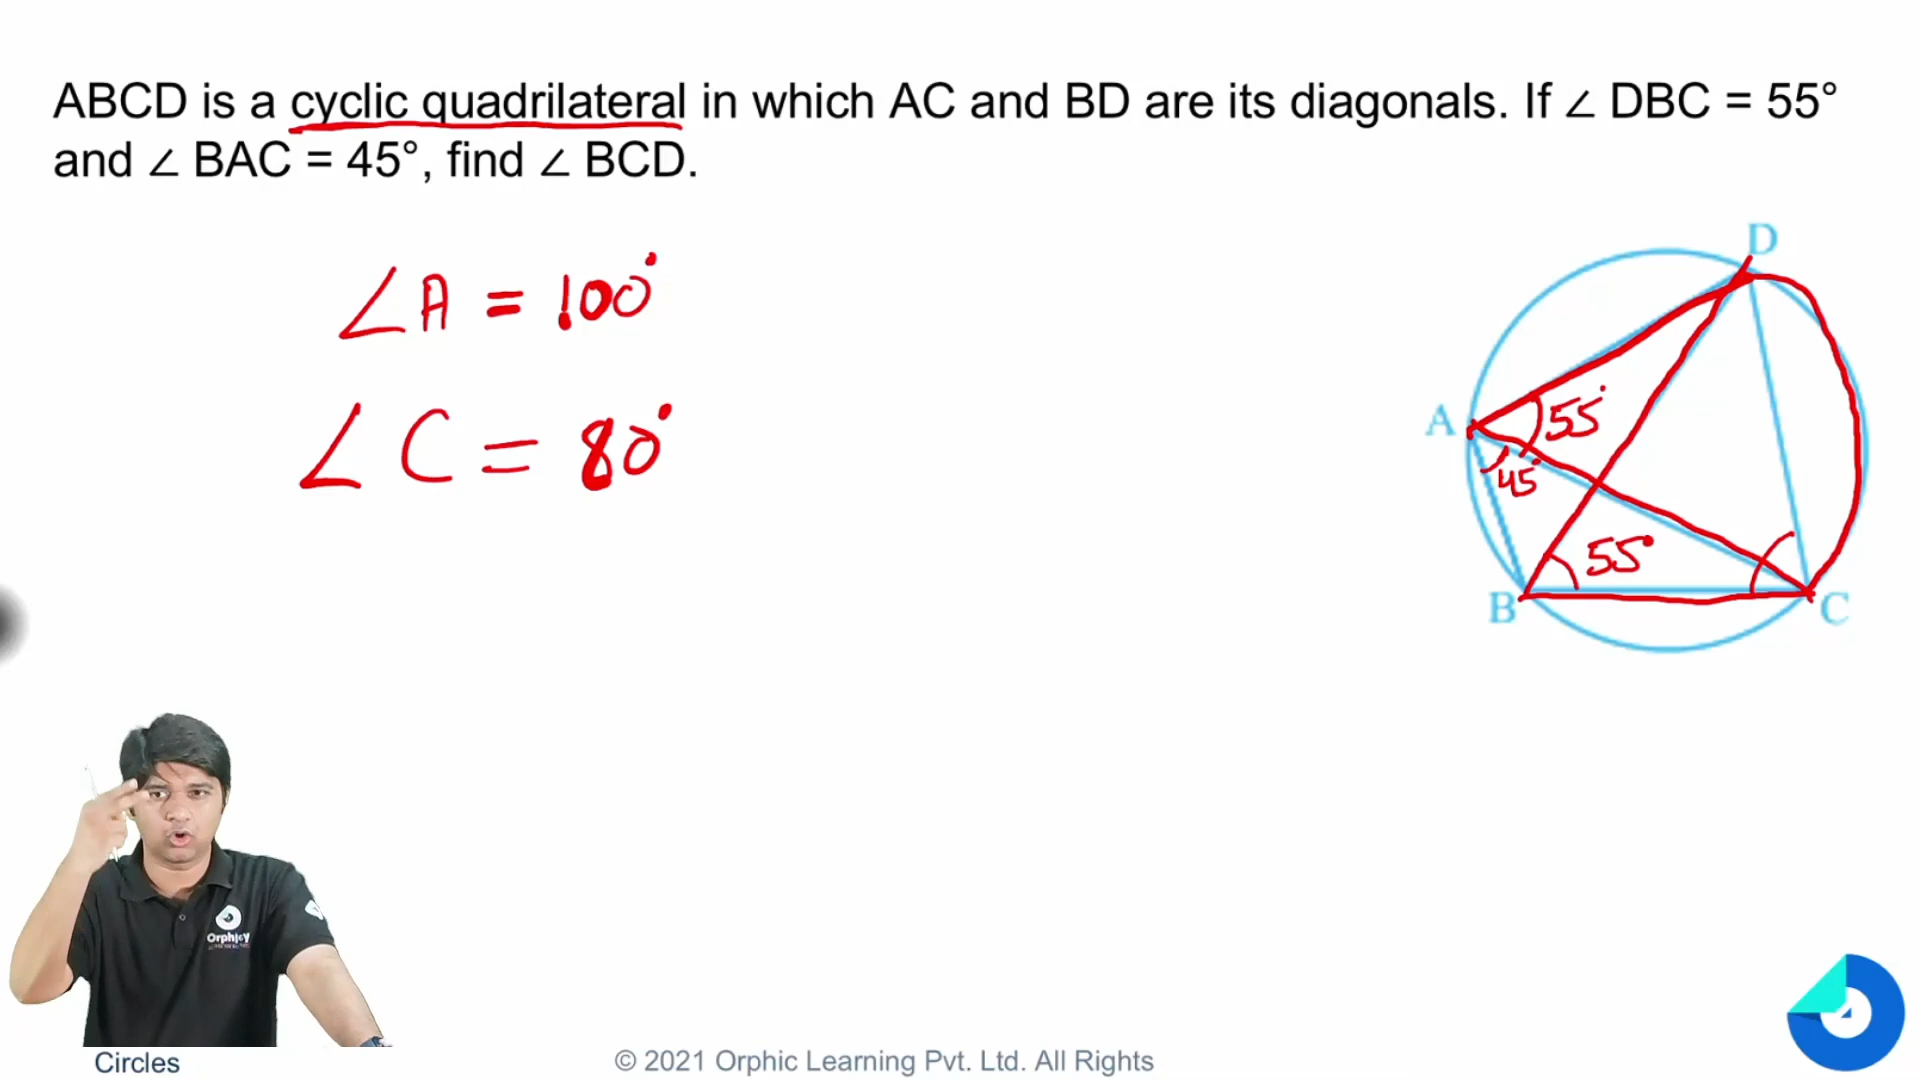 ABCD is a cyclic quadrilateral in which AC and BD are its diagonals. If ∠ DBC = 55°
and ∠ BAC = 45°, find ∠ BCD.
∠A = 100°
∠C = 80°
D
A
55°
45°
55°
B
C
Orphicy
Circles
© 2021 Orphic Learning Pvt. Ltd. All Rights